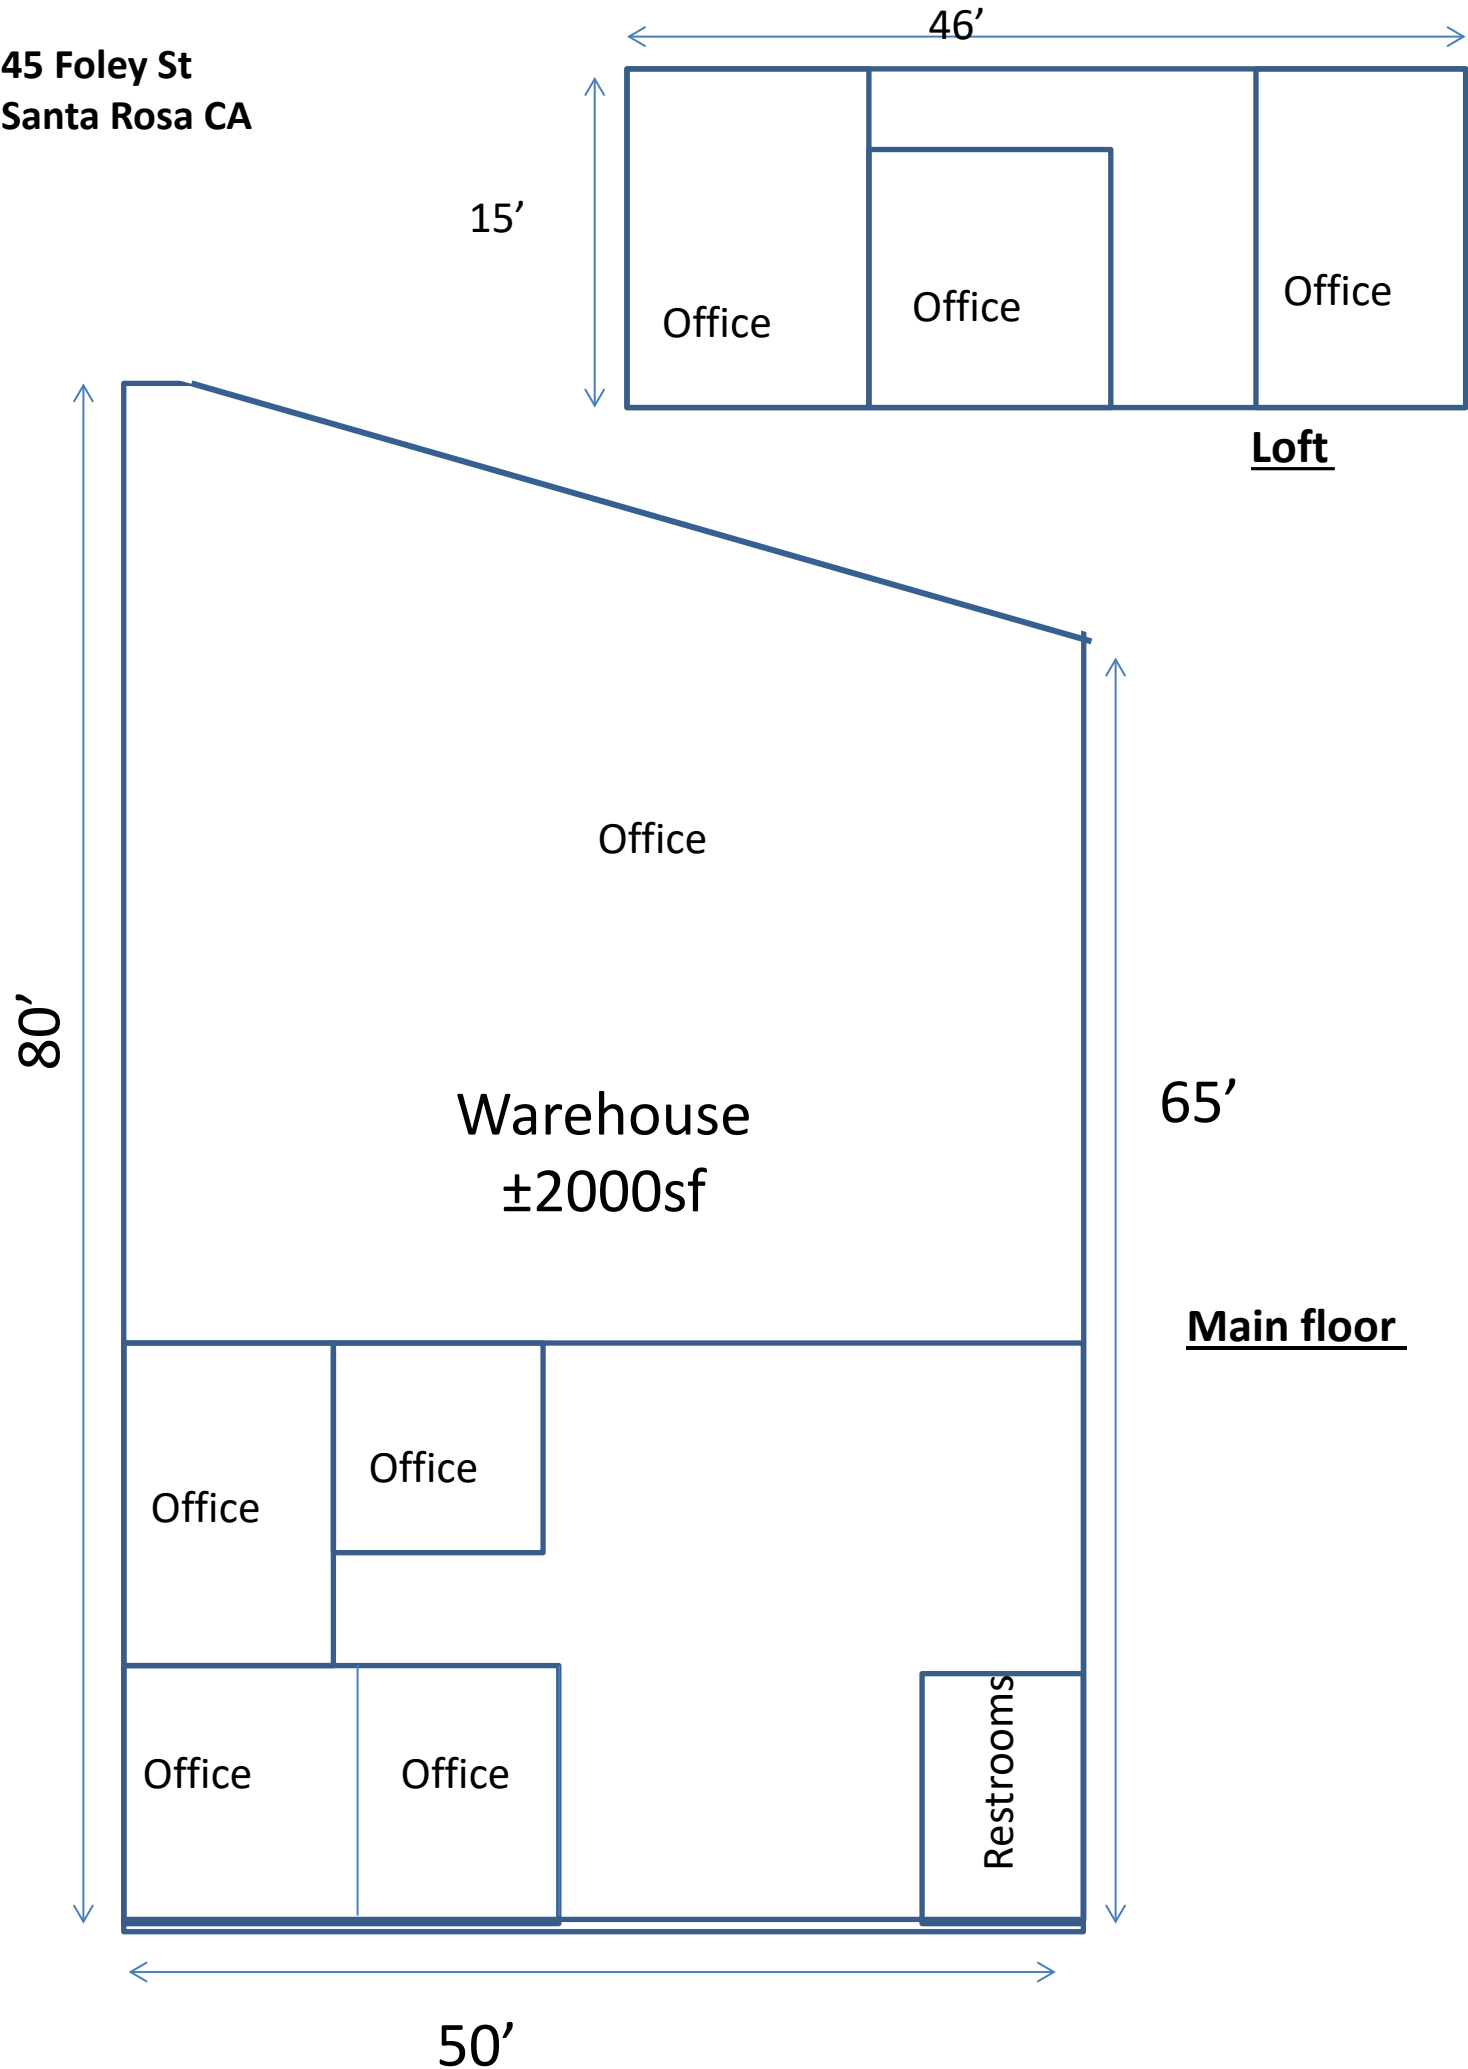 45 Foley St
Santa Rosa CA
46’
15’
Office
Office
Office
Loft
Office
80’
Warehouse
±2000sf
65’
Main floor
Office
Office
Office
Office
Restrooms
50’